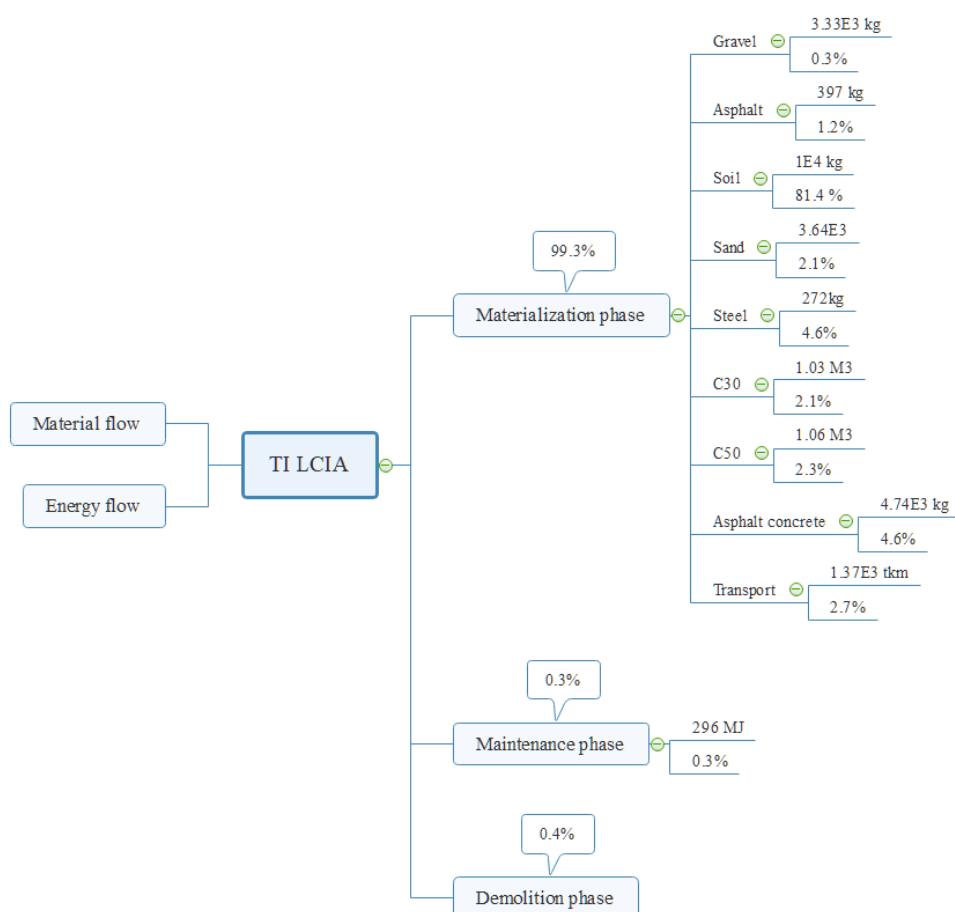 Material flow
Energy flow
TI LCIA
99.3%
Materialization phase
Gravel
3.33E3 kg
0.3%
Asphalt
397 kg
1.2%
Soil
1E4 kg
81.4 %
Sand
3.64E3
2.1%
Steel
272kg
4.6%
C30
1.03 M3
2.1%
C50
1.06 M3
2.3%
Asphalt concrete
4.74E3 kg
4.6%
Transport
1.37E3 tkm
2.7%
0.3%
Maintenance phase
296 MJ
0.3%
0.4%
Demolition phase